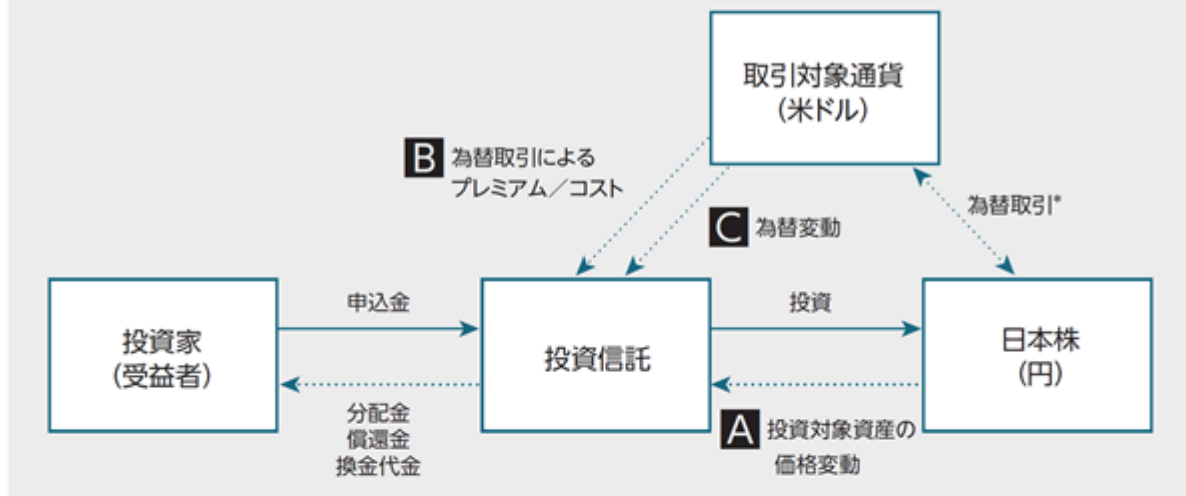 取引対象通貨
(米ドル)
B 為替取引による
プレミアム／コスト
C 為替変動
為替取引*
投資家
(受益者)
申込金
分配金
償還金
換金代金
投資信託
投資
A 投資対象資産の
価格変動
日本株
(円)